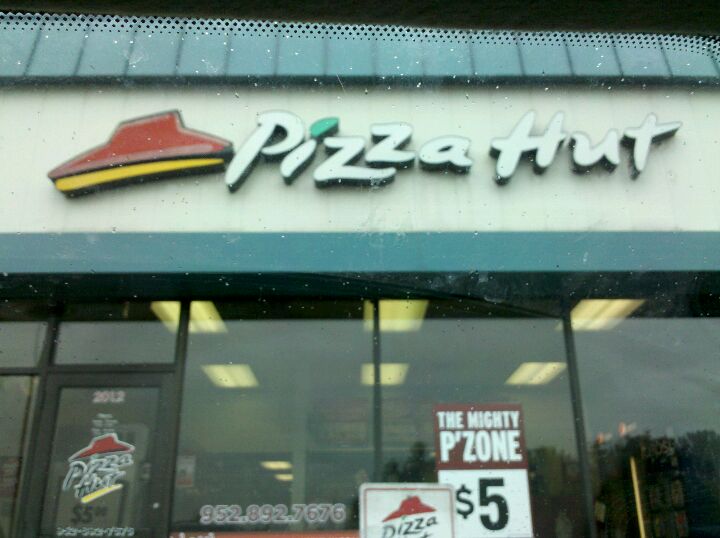 Pizza Hut
2012
Pizza
Hut
THE MIGHTY
P'ZONE
$5
952.892.7676
Pizza